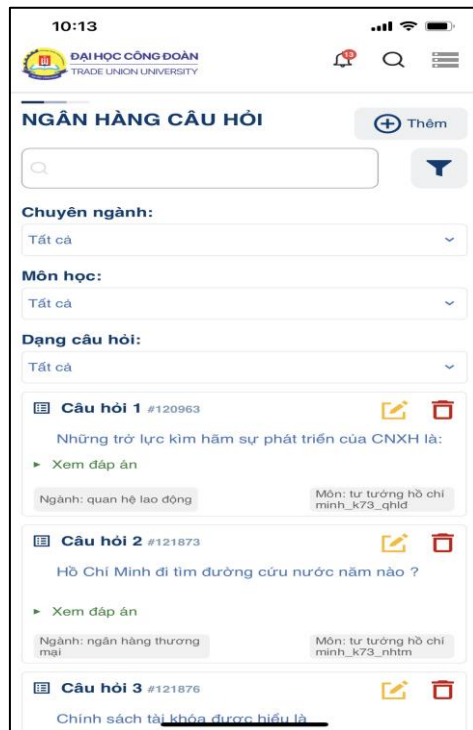 10:13
ĐẠI HỌC CÔNG ĐOÀN
TRADE UNION UNIVERSITY
13
NGÂN HÀNG CÂU HỎI
Thêm
Chuyên ngành:
Tất cả
Môn học:
Tất cả
Dạng câu hỏi:
Tất cả
Câu hỏi 1 #120963
Những trở lực kìm hãm sự phát triển của CNXH là:
Xem đáp án
Ngành: quan hệ lao động
Môn: tư tưởng hồ chí
minh_k73_qhld
Câu hỏi 2 #121873
Hồ Chí Minh đi tìm đường cứu nước năm nào ?
Xem đáp án
Ngành: ngân hàng thương
mại
Môn: tư tưởng hồ chí
minh_k73_nhtm
Câu hỏi 3 #121876
Chính sách tài khóa được hiểu là